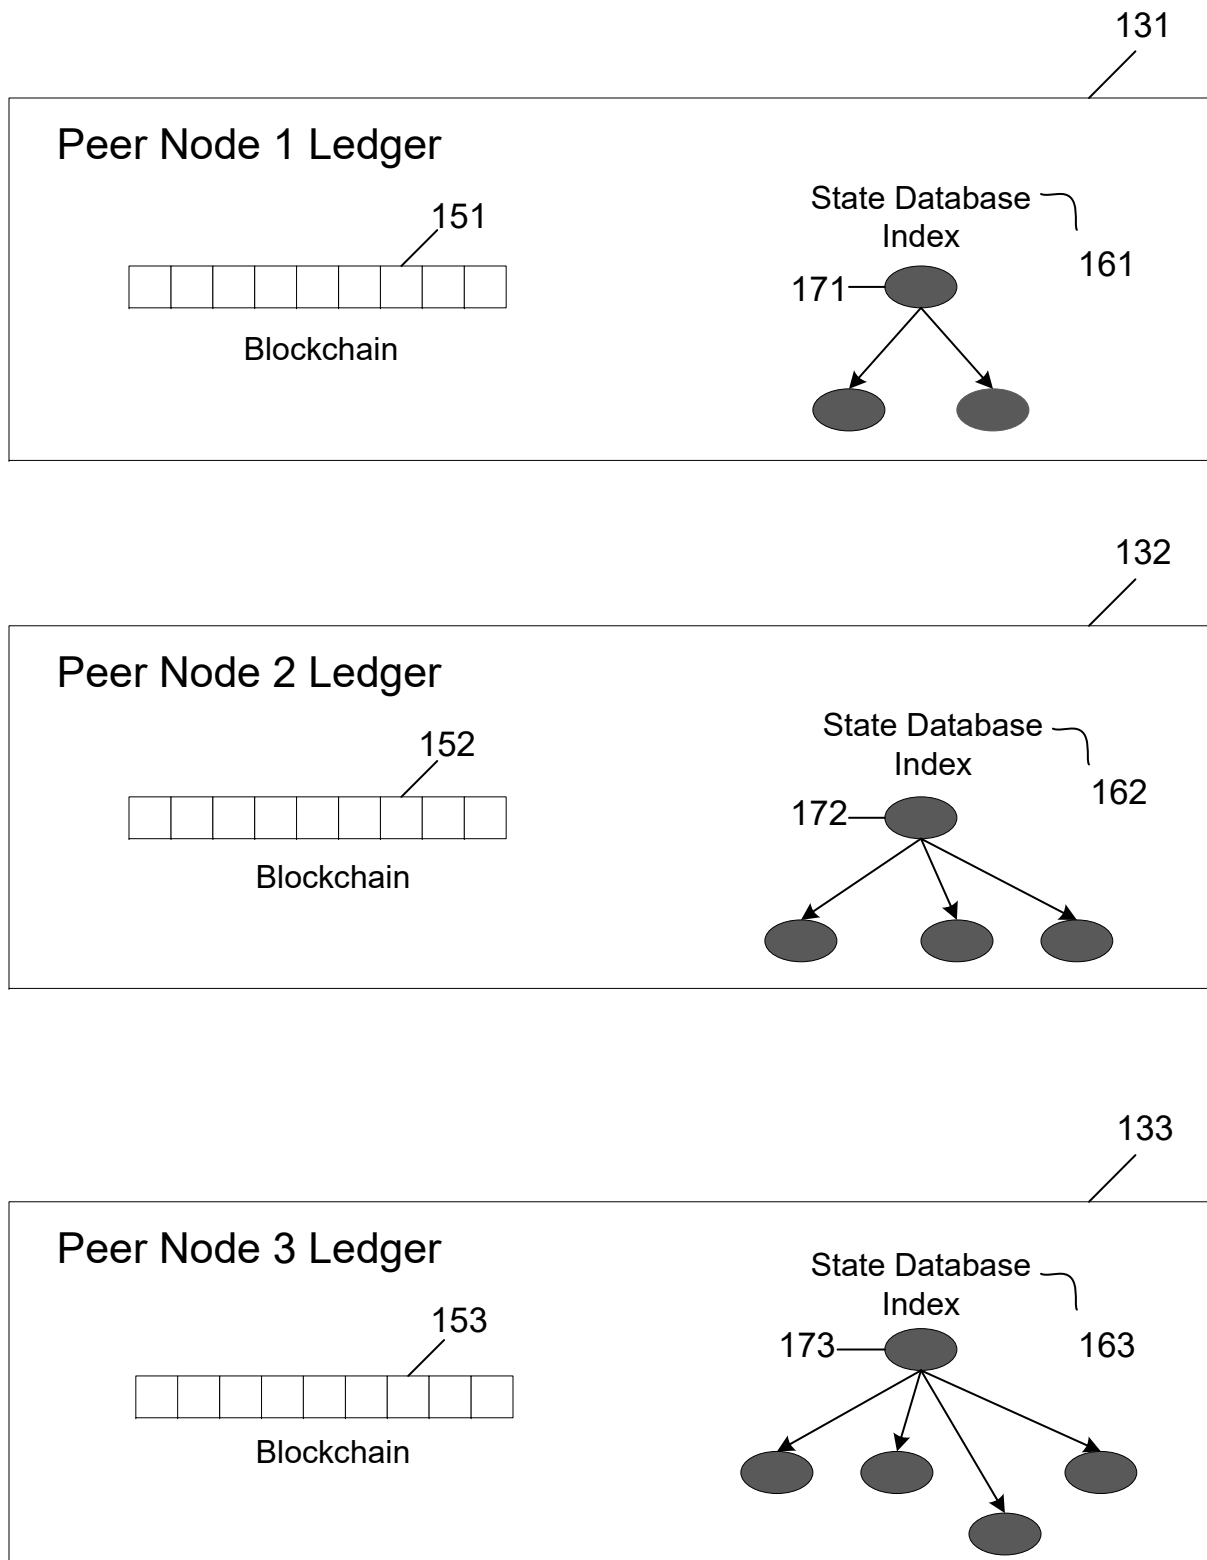 131
Peer Node 1 Ledger
151
Blockchain
State Database
Index
161
171
132
Peer Node 2 Ledger
152
Blockchain
State Database
Index
162
172
133
Peer Node 3 Ledger
153
Blockchain
State Database
Index
173
163